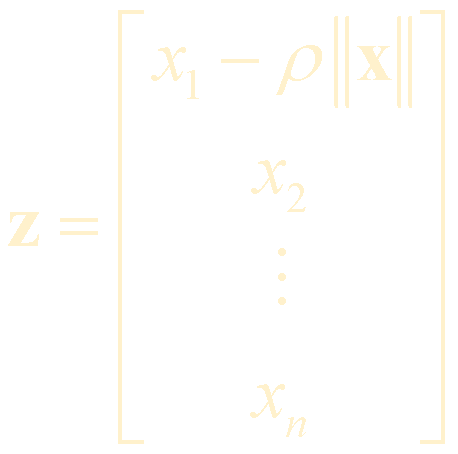 x₁ − ρ‖𝐱‖
x₂
𝐳 =
⋮
xₙ